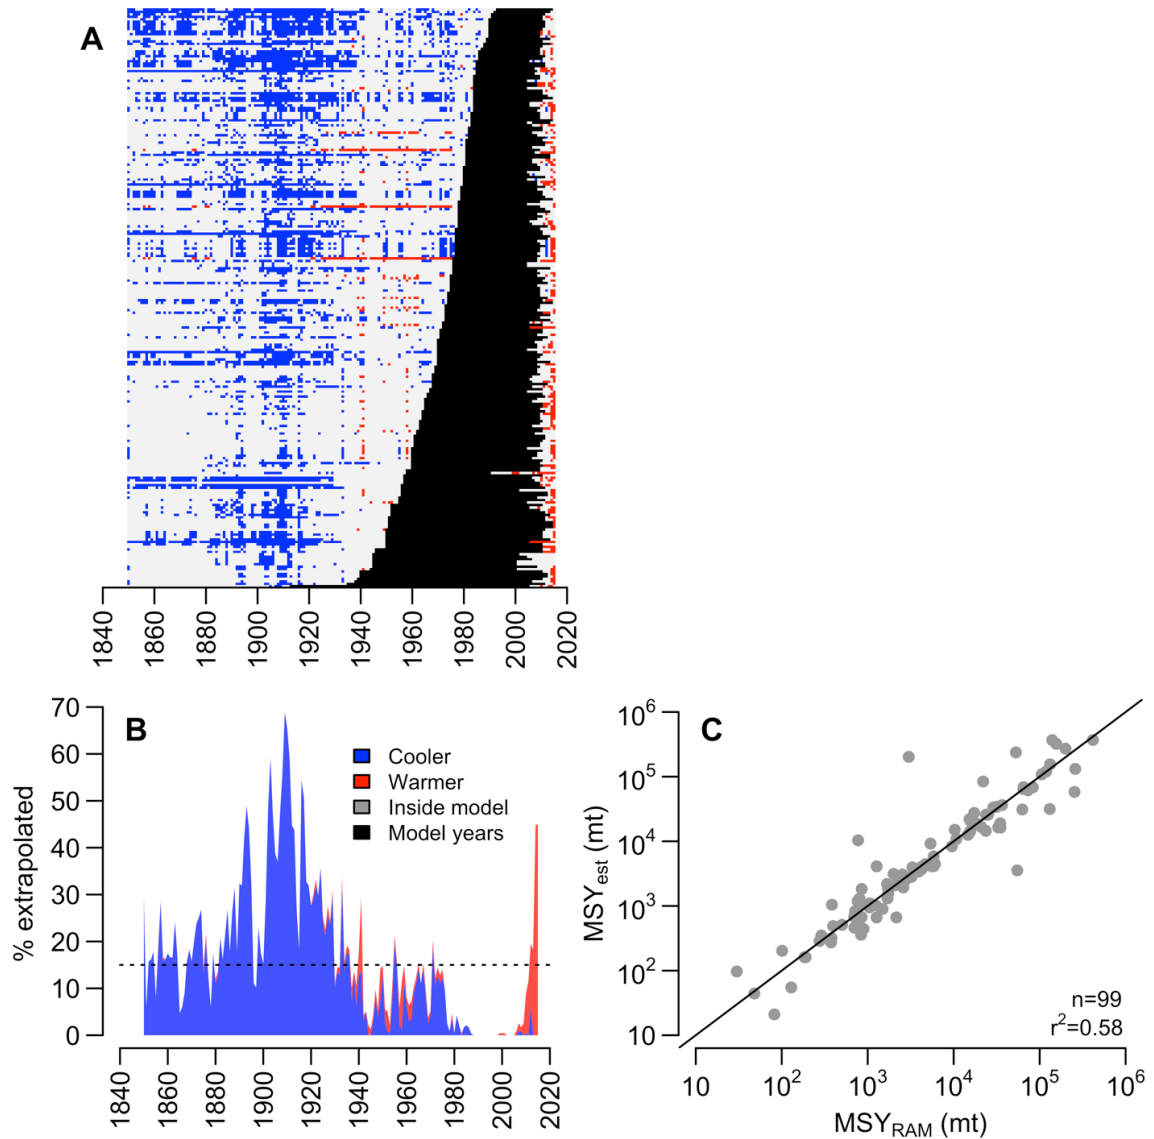 A
1840 1860 1880 1900 1920 1940 1960 1980 2000 2020
B
% extrapolated
70
60
50
40
30
20
10
0
Cooler
Warmer
Inside model
Model years
1840 1860 1880 1900 1920 1940 1960 1980 2000 2020
C
MSYest (mt)
10^6
10^5
10^4
10^3
10^2
10
n=99
r^2=0.58
10 10^2 10^3 10^4 10^5 10^6
MSYRAM (mt)